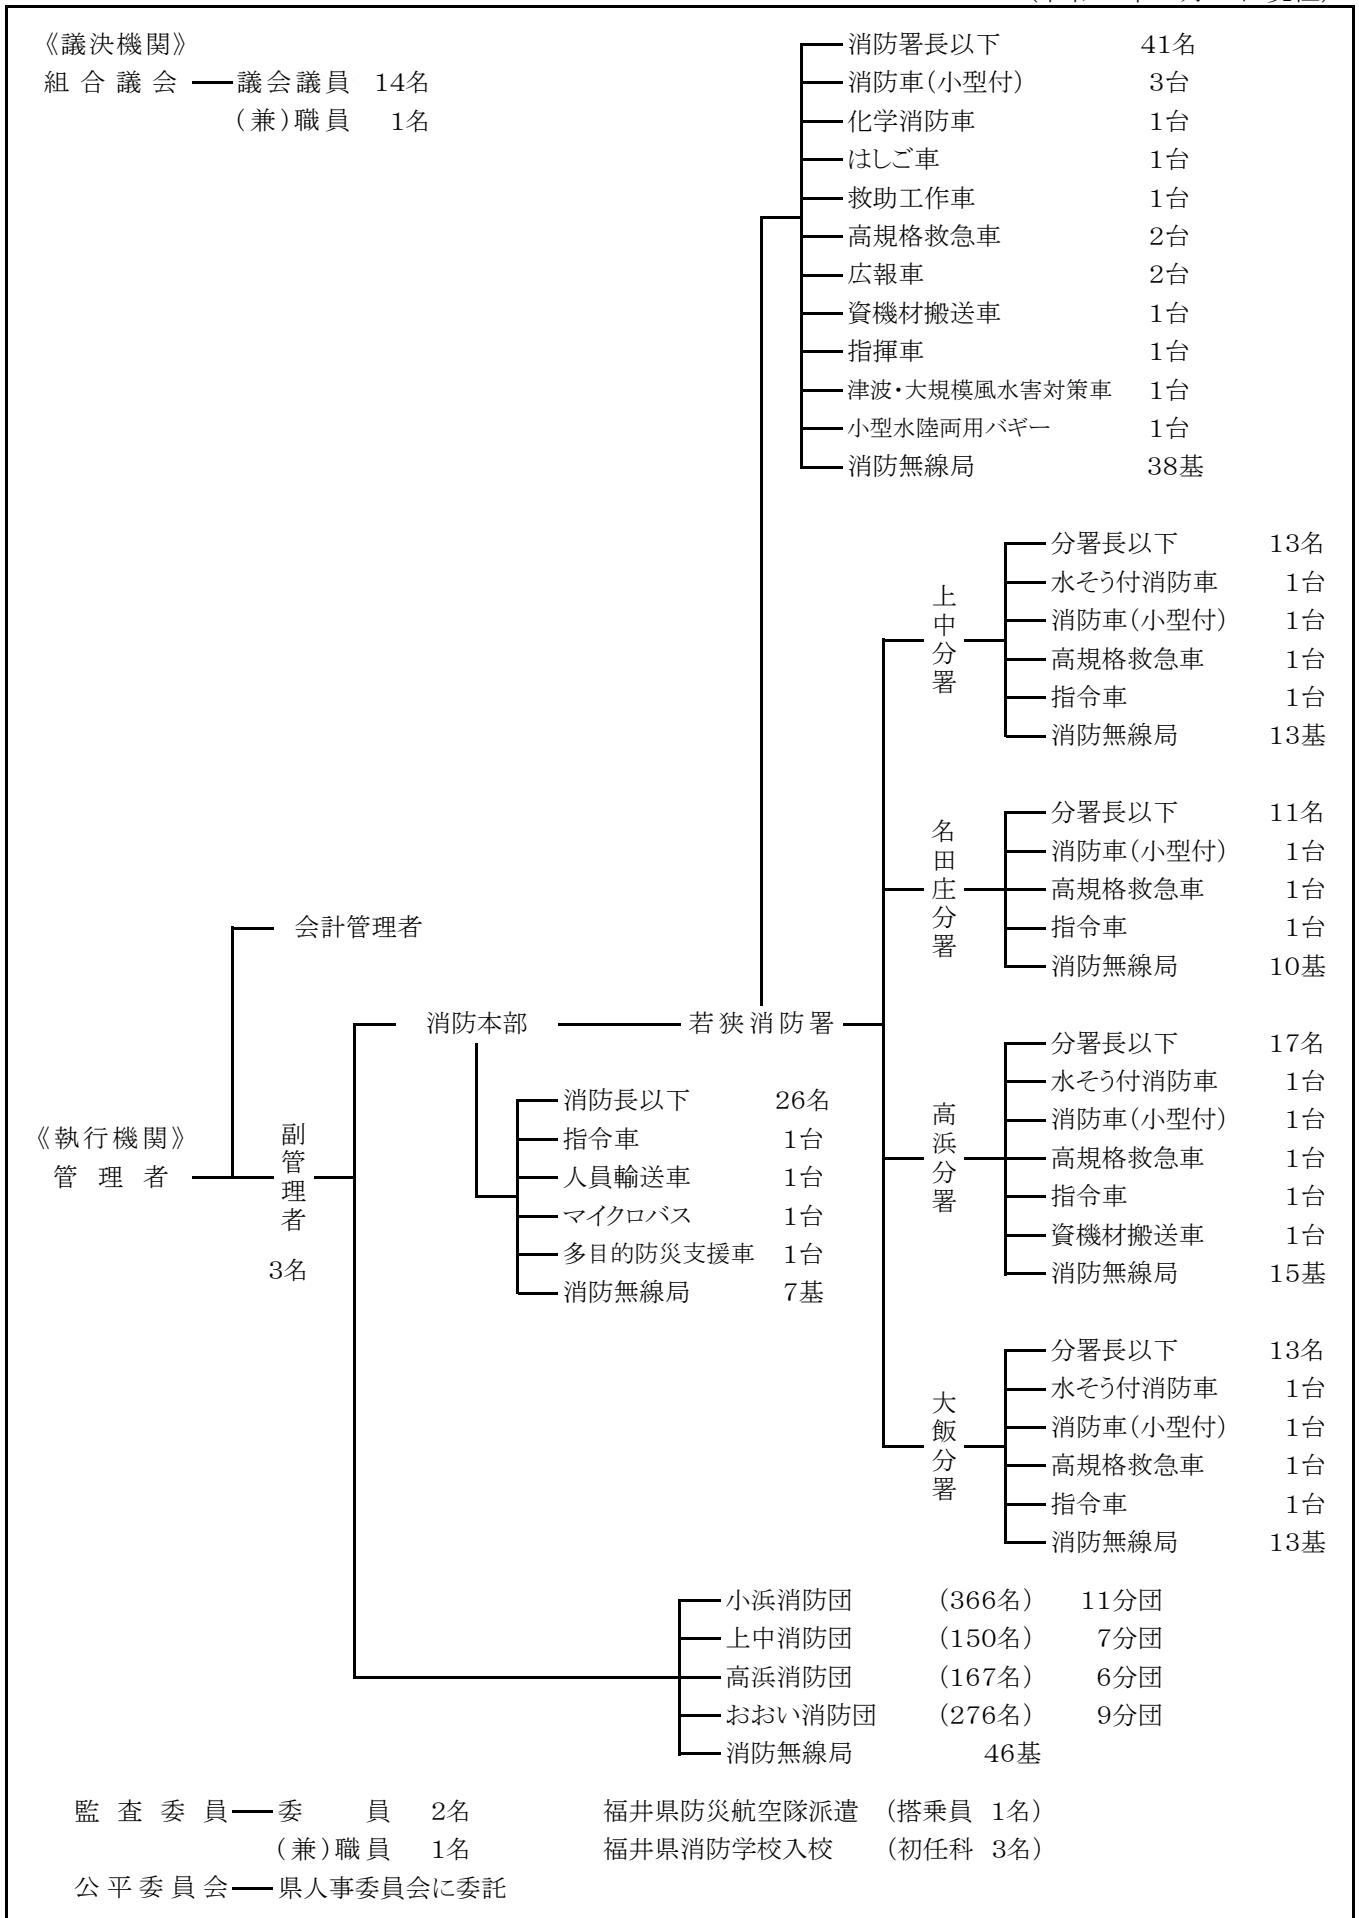 《議決機関》
組合議会 議会議員 14名
(兼)職員 1名
消防署長以下 41名
消防車(小型付) 3台
化学消防車 1台
はしご車 1台
救助工作車 1台
高規格救急車 2台
広報車 2台
資機材搬送車 1台
指揮車 1台
津波・大規模風水害対策車 1台
小型水陸両用バギー 1台
消防無線局 38基
上中分署
分署長以下 13名
水そう付消防車 1台
消防車(小型付) 1台
高規格救急車 1台
指令車 1台
消防無線局 13基
名田庄分署
分署長以下 11名
消防車(小型付) 1台
高規格救急車 1台
指令車 1台
消防無線局 10基
会計管理者
消防本部 若狭消防署
《執行機関》
管理者
副管理者
3名
消防長以下 26名
指令車 1台
人員輸送車 1台
マイクロバス 1台
多目的防災支援車 1台
消防無線局 7基
高浜分署
分署長以下 17名
水そう付消防車 1台
消防車(小型付) 1台
高規格救急車 1台
指令車 1台
資機材搬送車 1台
消防無線局 15基
大飯分署
分署長以下 13名
水そう付消防車 1台
消防車(小型付) 1台
高規格救急車 1台
指令車 1台
消防無線局 13基
小浜消防団 (366名) 11分団
上中消防団 (150名) 7分団
高浜消防団 (167名) 6分団
おおい消防団 (276名) 9分団
消防無線局 46基
監査委員 委員 2名
(兼)職員 1名
公平委員会 県人事委員会に委託
福井県防災航空隊派遣 (搭乗員 1名)
福井県消防学校入校 (初任科 3名)